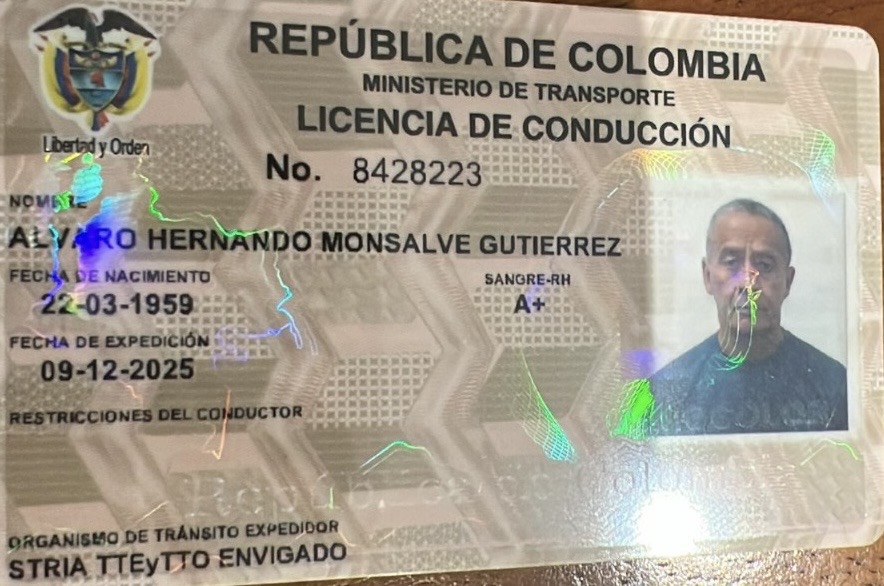 REPÚBLICA DE COLOMBIA
MINISTERIO DE TRANSPORTE
LICENCIA DE CONDUCCIÓN
Libertad y Orden
No. 8428223
NOMBRE
ALVARO HERNANDO MONSALVE GUTIERREZ
FECHA DE NACIMIENTO
22-03-1959
SANGRE-RH
A+
FECHA DE EXPEDICIÓN
09-12-2025
RESTRICCIONES DEL CONDUCTOR
ORGANISMO DE TRÁNSITO EXPEDIDOR
STRIA TTEyTTO ENVIGADO